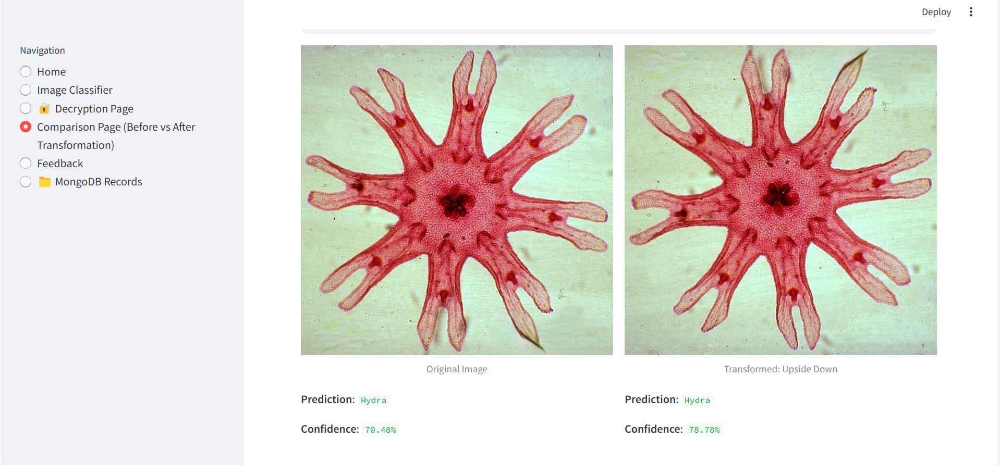 Deploy
Navigation
Home
Image Classifier
Decryption Page
Comparison Page (Before vs After
Transformation)
Feedback
MongoDB Records
Original Image
Transformed: Upside Down
Prediction: Hydra
Prediction: Hydra
Confidence: 70.48%
Confidence: 78.78%